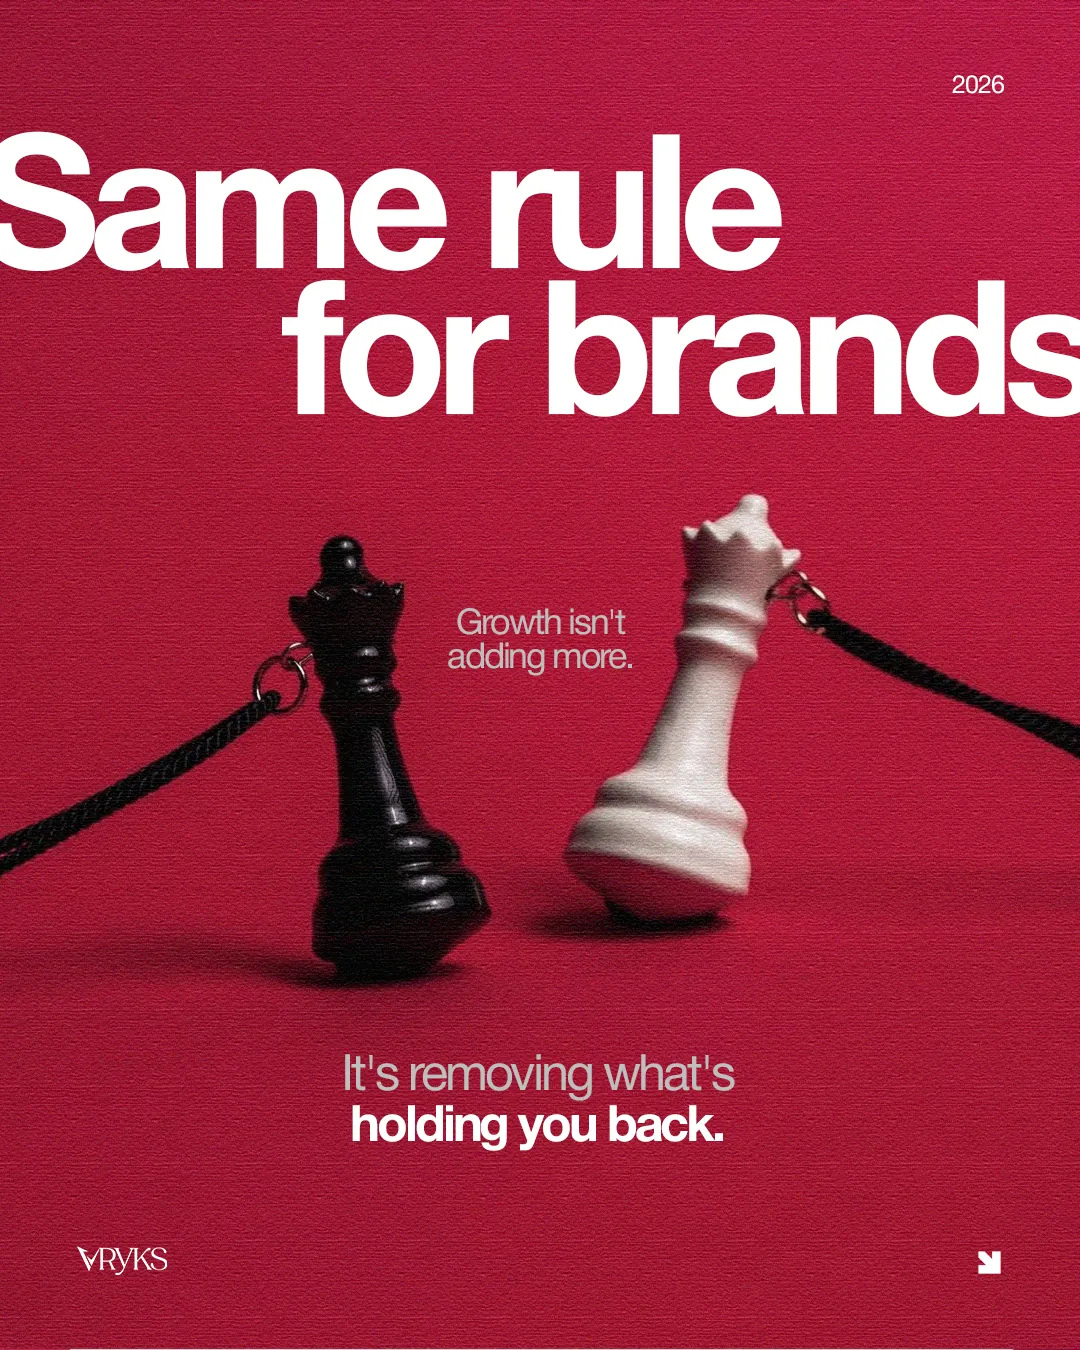 2026
Same rule
for brands
Growth isn't
adding more.
It's removing what's
holding you back.
VRYKS